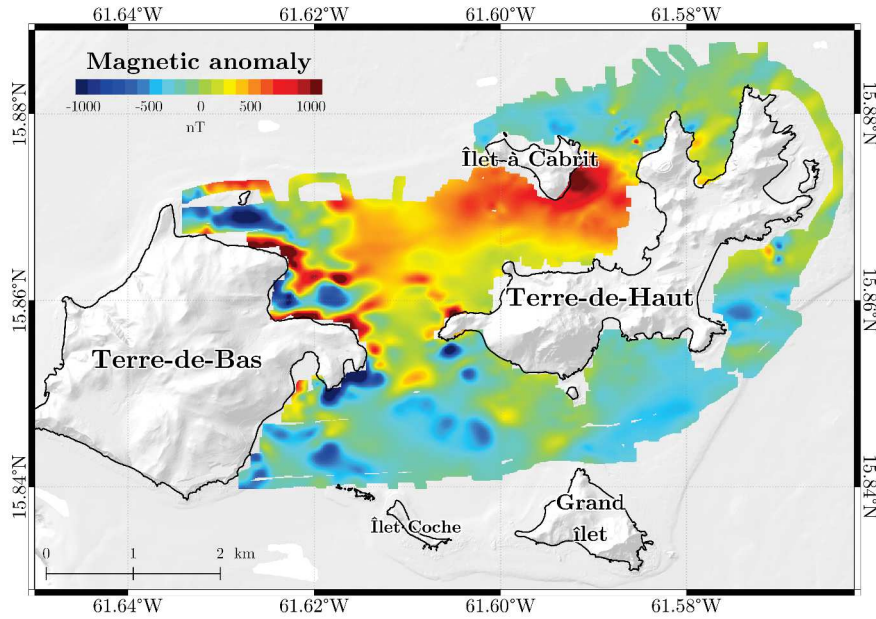 61.64°W 61.62°W 61.60°W 61.58°W
Magnetic anomaly
-1000 -500 0 500 1000
nT
15.88°N 15.88°N
Îlet à Cabrit
15.86°N 15.86°N
Terre-de-Haut
Terre-de-Bas
15.84°N 15.84°N
Grand
îlet
Îlet Coche
0 1 2 km
61.64°W 61.62°W 61.60°W 61.58°W